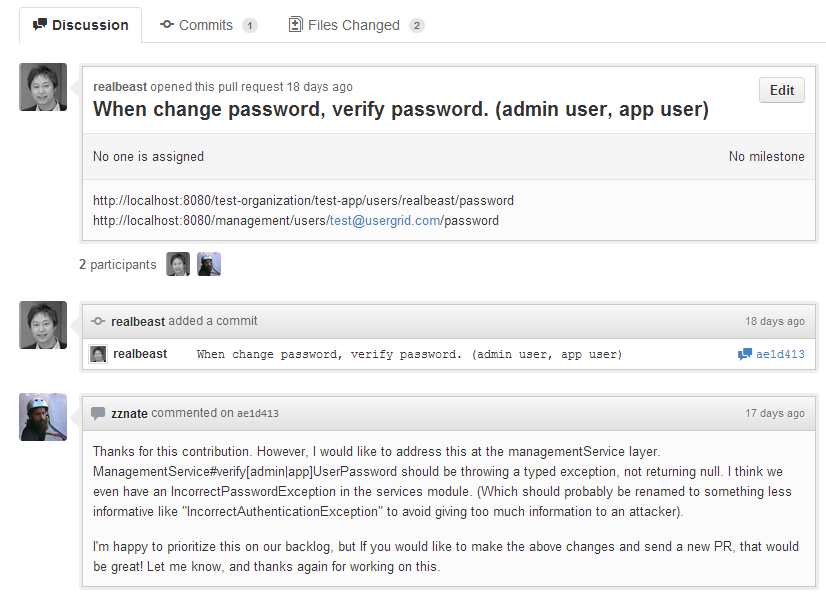 Discussion Commits 1 Files Changed 2
realbeast opened this pull request 18 days ago
Edit
When change password, verify password. (admin user, app user)
No one is assigned No milestone
http://localhost:8080/test-organization/test-app/users/realbeast/password
http://localhost:8080/management/users/test@usergrid.com/password
2 participants
realbeast added a commit 18 days ago
realbeast When change password, verify password. (admin user, app user) ae1d413
zznate commented on ae1d413 17 days ago
Thanks for this contribution. However, I would like to address this at the managementService layer.
ManagementService#verify[admin|app]UserPassword should be throwing a typed exception, not returning null. I think we
even have an IncorrectPasswordException in the services module. (Which should probably be renamed to something less
informative like "IncorrectAuthenticationException" to avoid giving too much information to an attacker).
I'm happy to prioritize this on our backlog, but If you would like to make the above changes and send a new PR, that would
be great! Let me know, and thanks again for working on this.